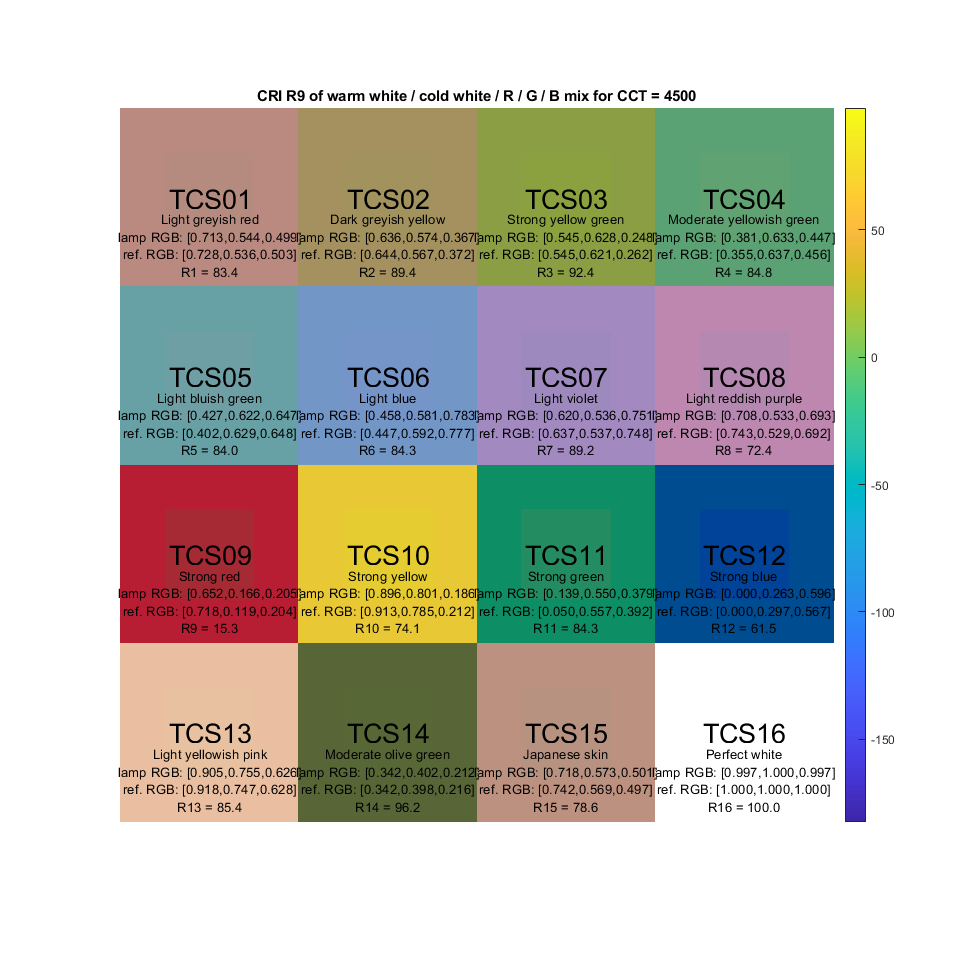 CRI R9 of warm white / cold white / R / G / B mix for CCT = 4500
TCS01
Light greyish red
lamp RGB: [0.713,0.544,0.499]
ref. RGB: [0.728,0.536,0.503]
R1 = 83.4
TCS02
Dark greyish yellow
lamp RGB: [0.636,0.574,0.367]
ref. RGB: [0.644,0.567,0.372]
R2 = 89.4
TCS03
Strong yellow green
lamp RGB: [0.545,0.628,0.248]
ref. RGB: [0.545,0.621,0.262]
R3 = 92.4
TCS04
Moderate yellowish green
lamp RGB: [0.381,0.633,0.447]
ref. RGB: [0.355,0.637,0.456]
R4 = 84.8
TCS05
Light bluish green
lamp RGB: [0.427,0.622,0.647]
ref. RGB: [0.402,0.629,0.648]
R5 = 84.0
TCS06
Light blue
lamp RGB: [0.458,0.581,0.783]
ref. RGB: [0.447,0.592,0.777]
R6 = 84.3
TCS07
Light violet
lamp RGB: [0.620,0.536,0.751]
ref. RGB: [0.637,0.537,0.748]
R7 = 89.2
TCS08
Light reddish purple
lamp RGB: [0.708,0.533,0.693]
ref. RGB: [0.743,0.529,0.692]
R8 = 72.4
TCS09
Strong red
lamp RGB: [0.652,0.166,0.205]
ref. RGB: [0.718,0.119,0.204]
R9 = 15.3
TCS10
Strong yellow
lamp RGB: [0.896,0.801,0.186]
ref. RGB: [0.913,0.785,0.212]
R10 = 74.1
TCS11
Strong green
lamp RGB: [0.139,0.550,0.379]
ref. RGB: [0.050,0.557,0.392]
R11 = 84.3
TCS12
Strong blue
lamp RGB: [0.000,0.263,0.596]
ref. RGB: [0.000,0.297,0.567]
R12 = 61.5
TCS13
Light yellowish pink
lamp RGB: [0.905,0.755,0.626]
ref. RGB: [0.918,0.747,0.628]
R13 = 85.4
TCS14
Moderate olive green
lamp RGB: [0.342,0.402,0.212]
ref. RGB: [0.342,0.398,0.216]
R14 = 96.2
TCS15
Japanese skin
lamp RGB: [0.718,0.573,0.501]
ref. RGB: [0.742,0.569,0.497]
R15 = 78.6
TCS16
Perfect white
lamp RGB: [0.997,1.000,0.997]
ref. RGB: [1.000,1.000,1.000]
R16 = 100.0
50
0
-50
-100
-150